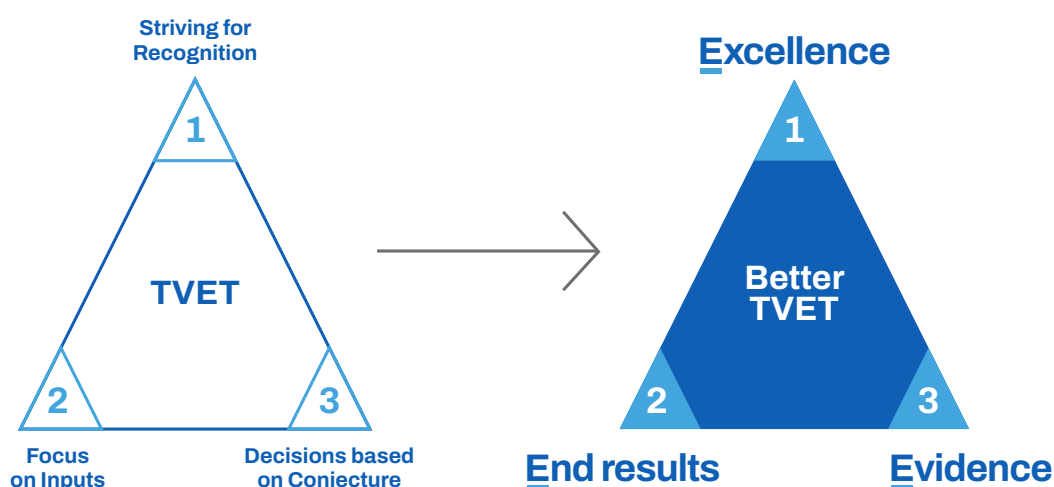 Striving for
Recognition
1
TVET
2
3
Focus
on Inputs
Decisions based
on Conjecture
Excellence
1
Better
TVET
2
3
End results
Evidence